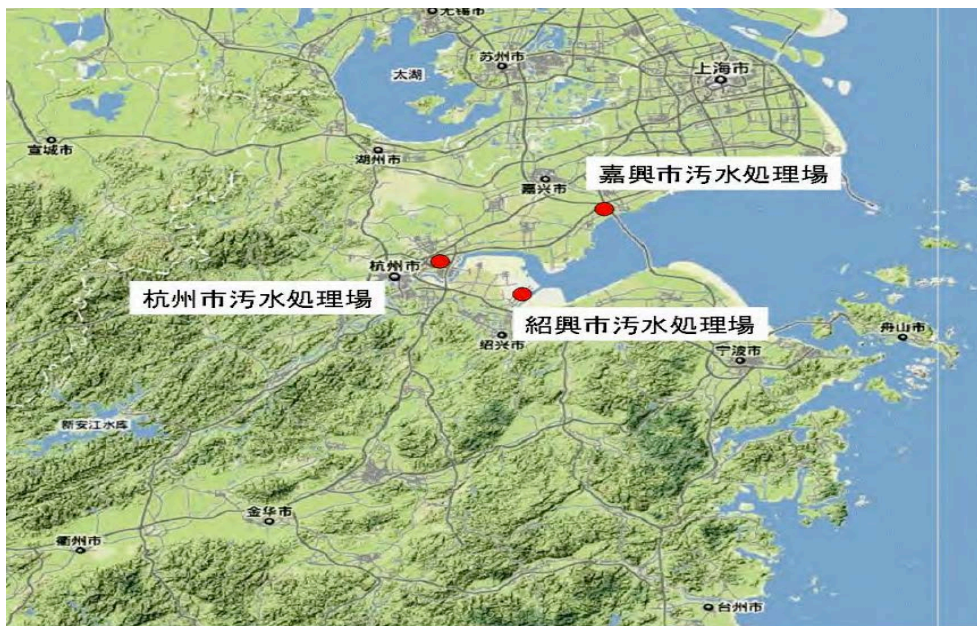 无锡市
苏州市
上海市
太湖
宣城市
湖州市
嘉兴市
嘉興市汚水処理場
杭州市
杭州市汚水処理場
紹興市汚水処理場
绍兴市
舟山市
宁波市
新安江水库
金华市
衢州市
台州市